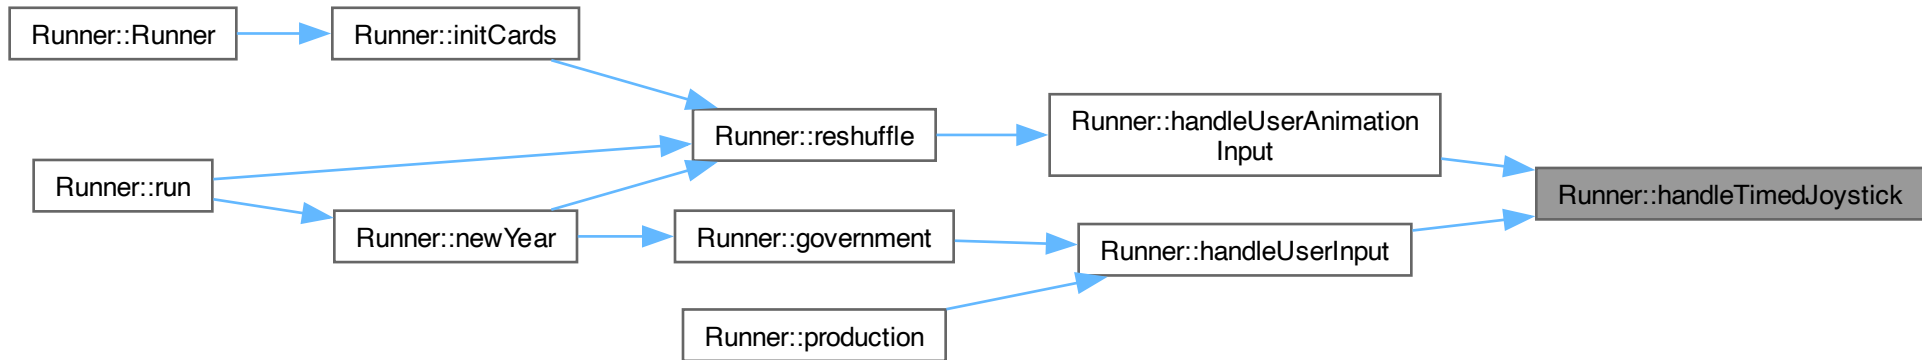 Runner::Runner
Runner::initCards
Runner::reshuffle
Runner::handleUserAnimation
Input
Runner::run
Runner::handleTimedJoystick
Runner::newYear
Runner::government
Runner::handleUserInput
Runner::production